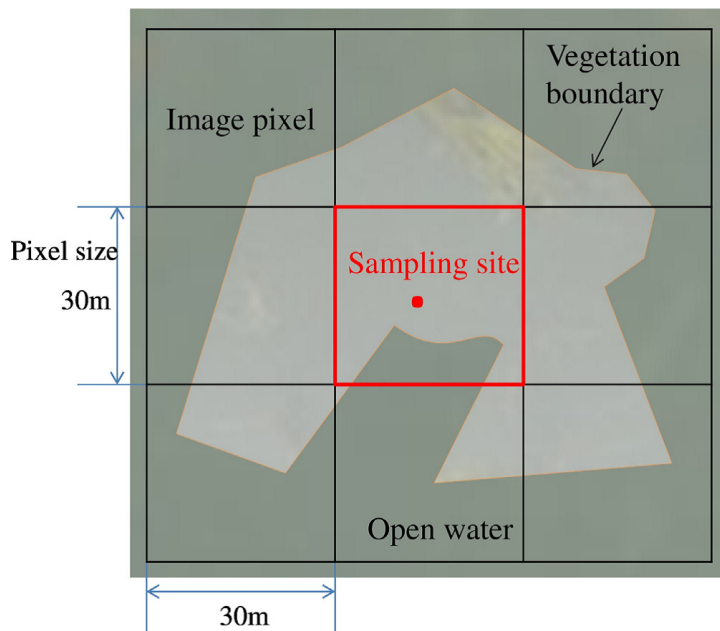 Vegetation
boundary
Image pixel
Pixel size
30m
Sampling site
Open water
30m